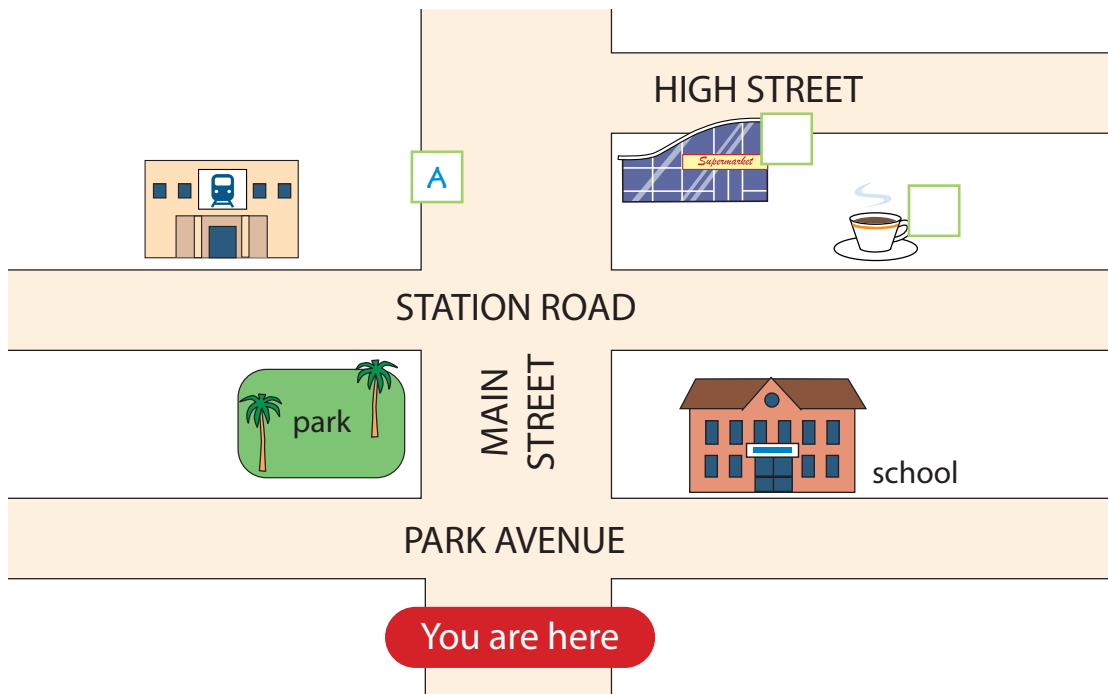 HIGH STREET
Supermarket
A
STATION ROAD
MAIN
STREET
park
school
PARK AVENUE
You are here